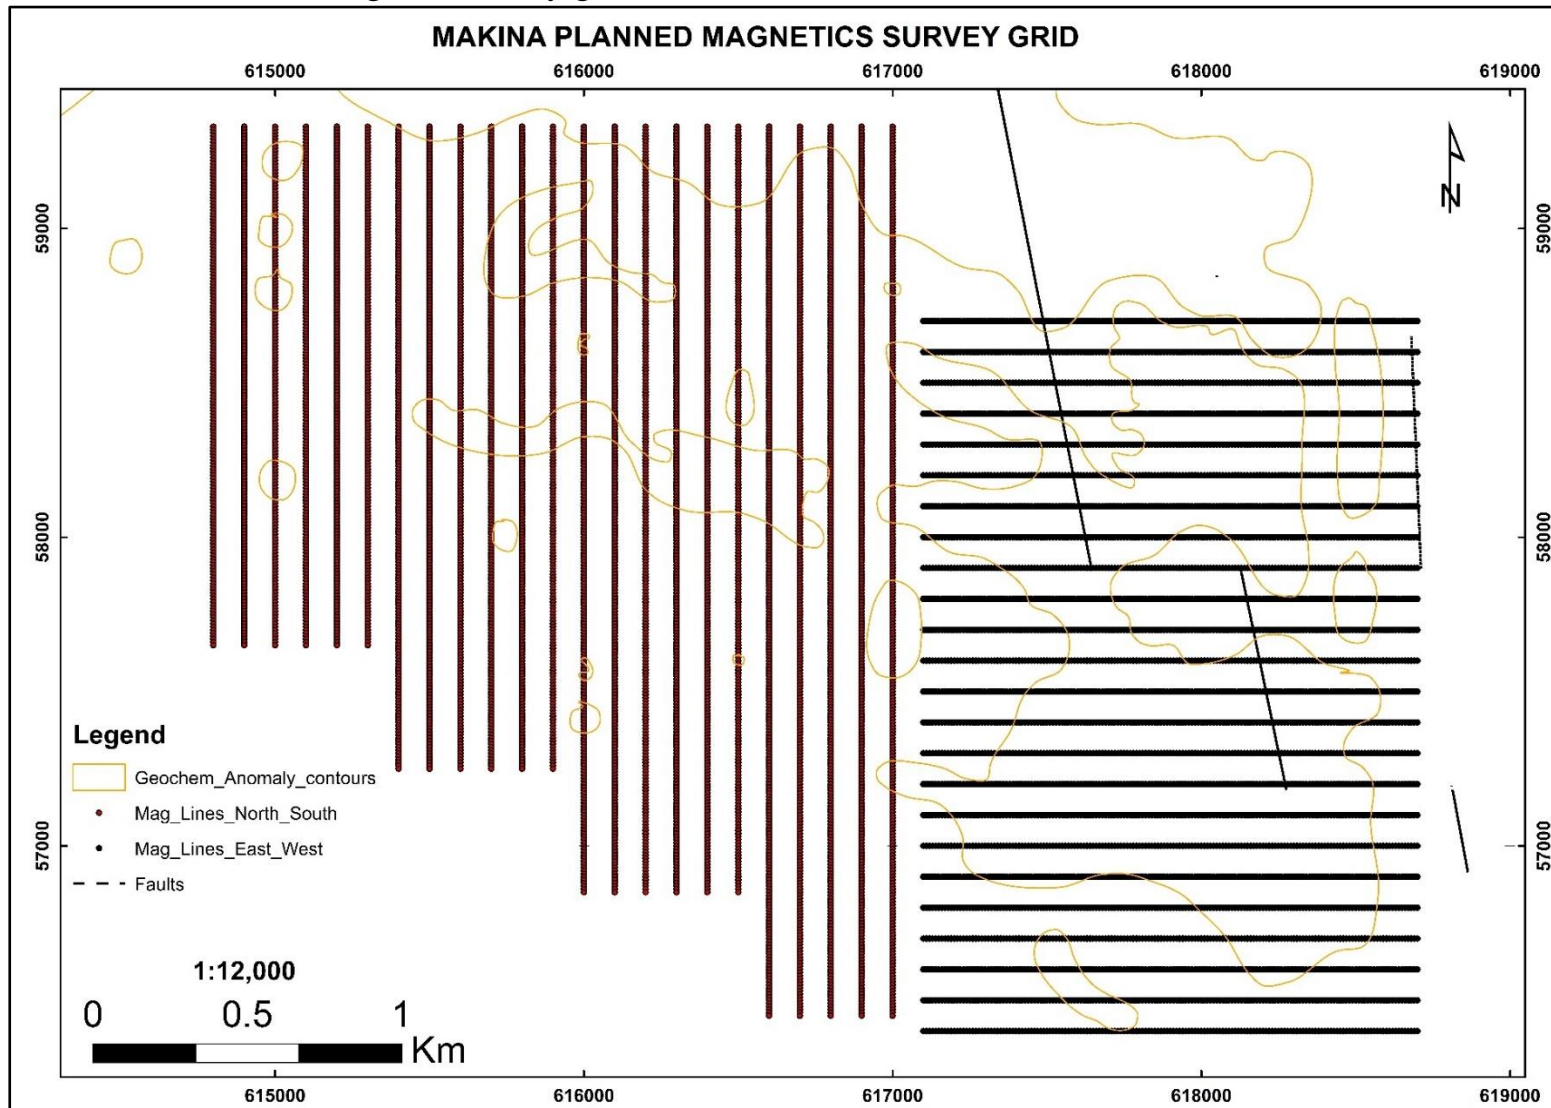 MAKINA PLANNED MAGNETICS SURVEY GRID
615000 616000 617000 618000 619000
59000 59000
58000 58000
57000 57000
N
Legend
Geochem_Anomaly_contours
Mag_Lines_North_South
Mag_Lines_East_West
Faults
1:12,000
0 0.5 1
Km
615000 616000 617000 618000 619000